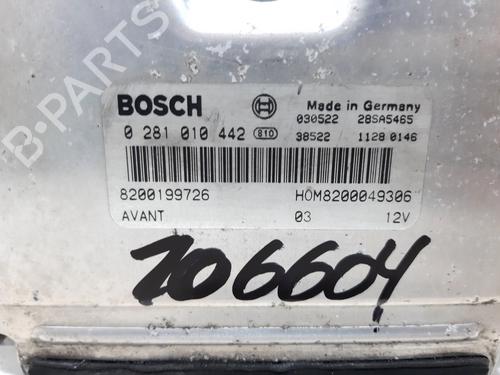 B-PARTS
BOSCH Made in Germany
030522 28SA5465
0 281 010 442 810
38522 1128 0146
8200199726 HOM8200049306
AVANT 03 12V
206604